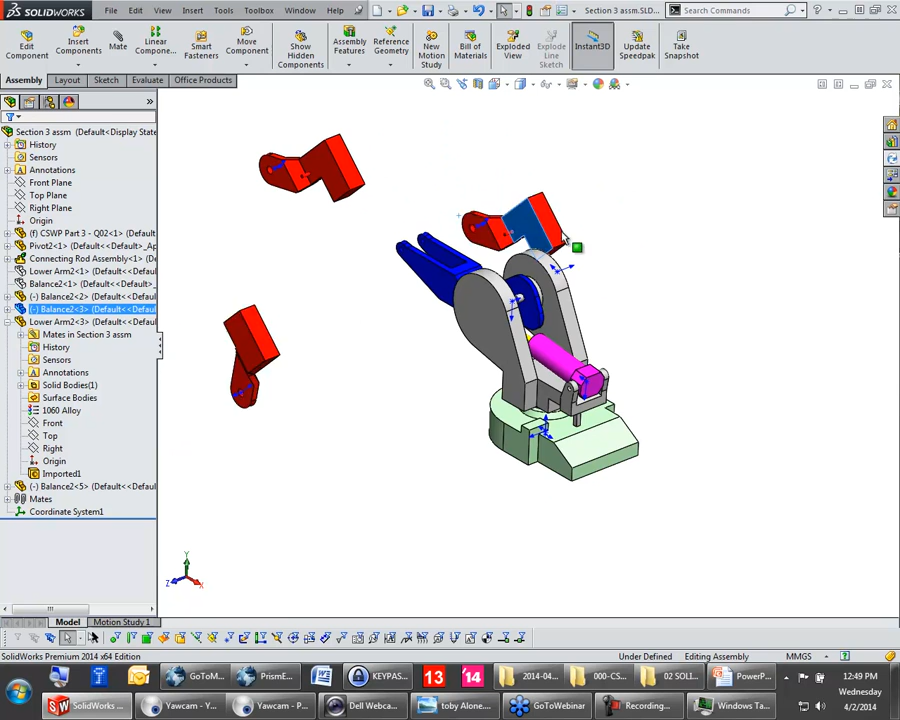 SOLIDWORKS File Edit View Insert Tools Toolbox Window Help Section 3 assm.SLD... Search Commands
Edit Component
Insert Components
Mate
Linear Compone...
Smart Fasteners
Move Component
Show Hidden Components
Assembly Features
Reference Geometry
New Motion Study
Bill of Materials
Exploded View
Explode Line Sketch
Instant3D
Update Speedpak
Take Snapshot
Assembly Layout Sketch Evaluate Office Products
Section 3 assm (Default<Display Stat
History
Sensors
Annotations
Front Plane
Top Plane
Right Plane
Origin
(f) CSWP Part 3 - Q02<1> (Default
Pivot2<1> (Default<<Default>_Ap
Connecting Rod Assembly<1> (Def
Lower Arm2<1> (Default<<Default
Balance2<1> (Default<<Default>_
(-) Balance2<2> (Default<<Defaul
(-) Balance2<3> (Default<<Defaul
Lower Arm2<3> (Default<<Default
Mates in Section 3 assm
History
Sensors
Annotations
Solid Bodies(1)
Surface Bodies
1060 Alloy
Front
Top
Right
Origin
Imported1
(-) Balance2<5> (Default<<Defaul
Mates
Coordinate System1
Y
Z
X
Model Motion Study 1
SolidWorks Premium 2014 x64 Edition Under Defined Editing Assembly MMGS
GoToM... PrismE... KEYPAS... 13 '14 2014-04... 000-CS... 02 SOLI... PowerP... 12:49 PM
Wednesday
SolidWorks ... Yawcam - Y... Yawcam - P... Dell Webca... toby Alone.... GoToWebinar Recording... Windows Ta... 4/2/2014